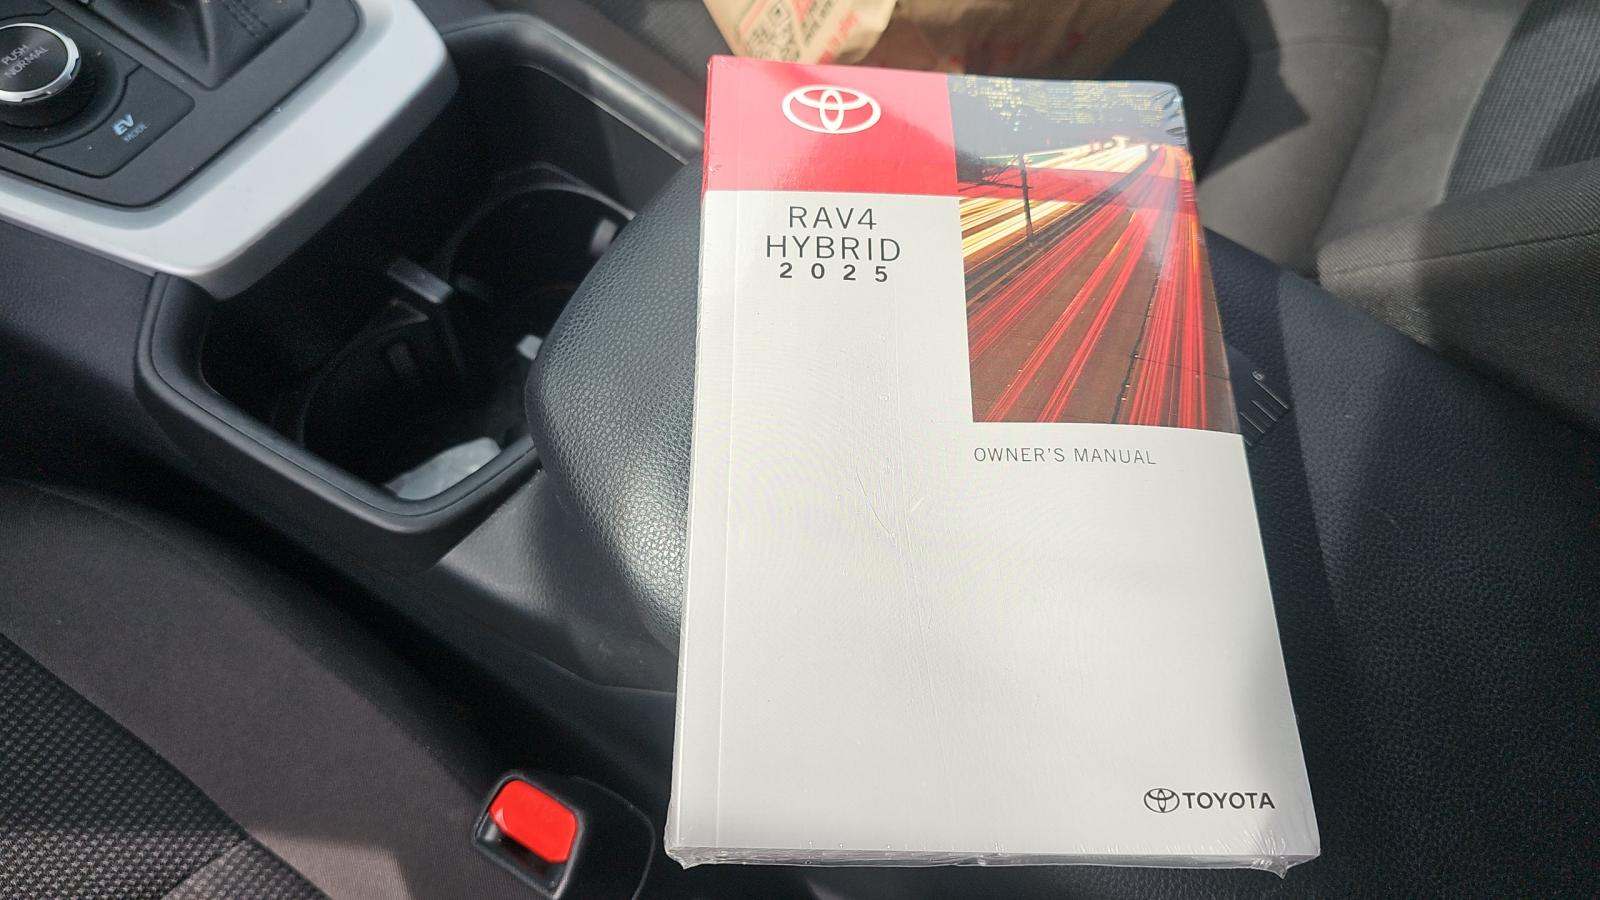 PUSH
NORMAL
EV
MODE
RAV4
HYBRID
2025
OWNER'S MANUAL
TOYOTA